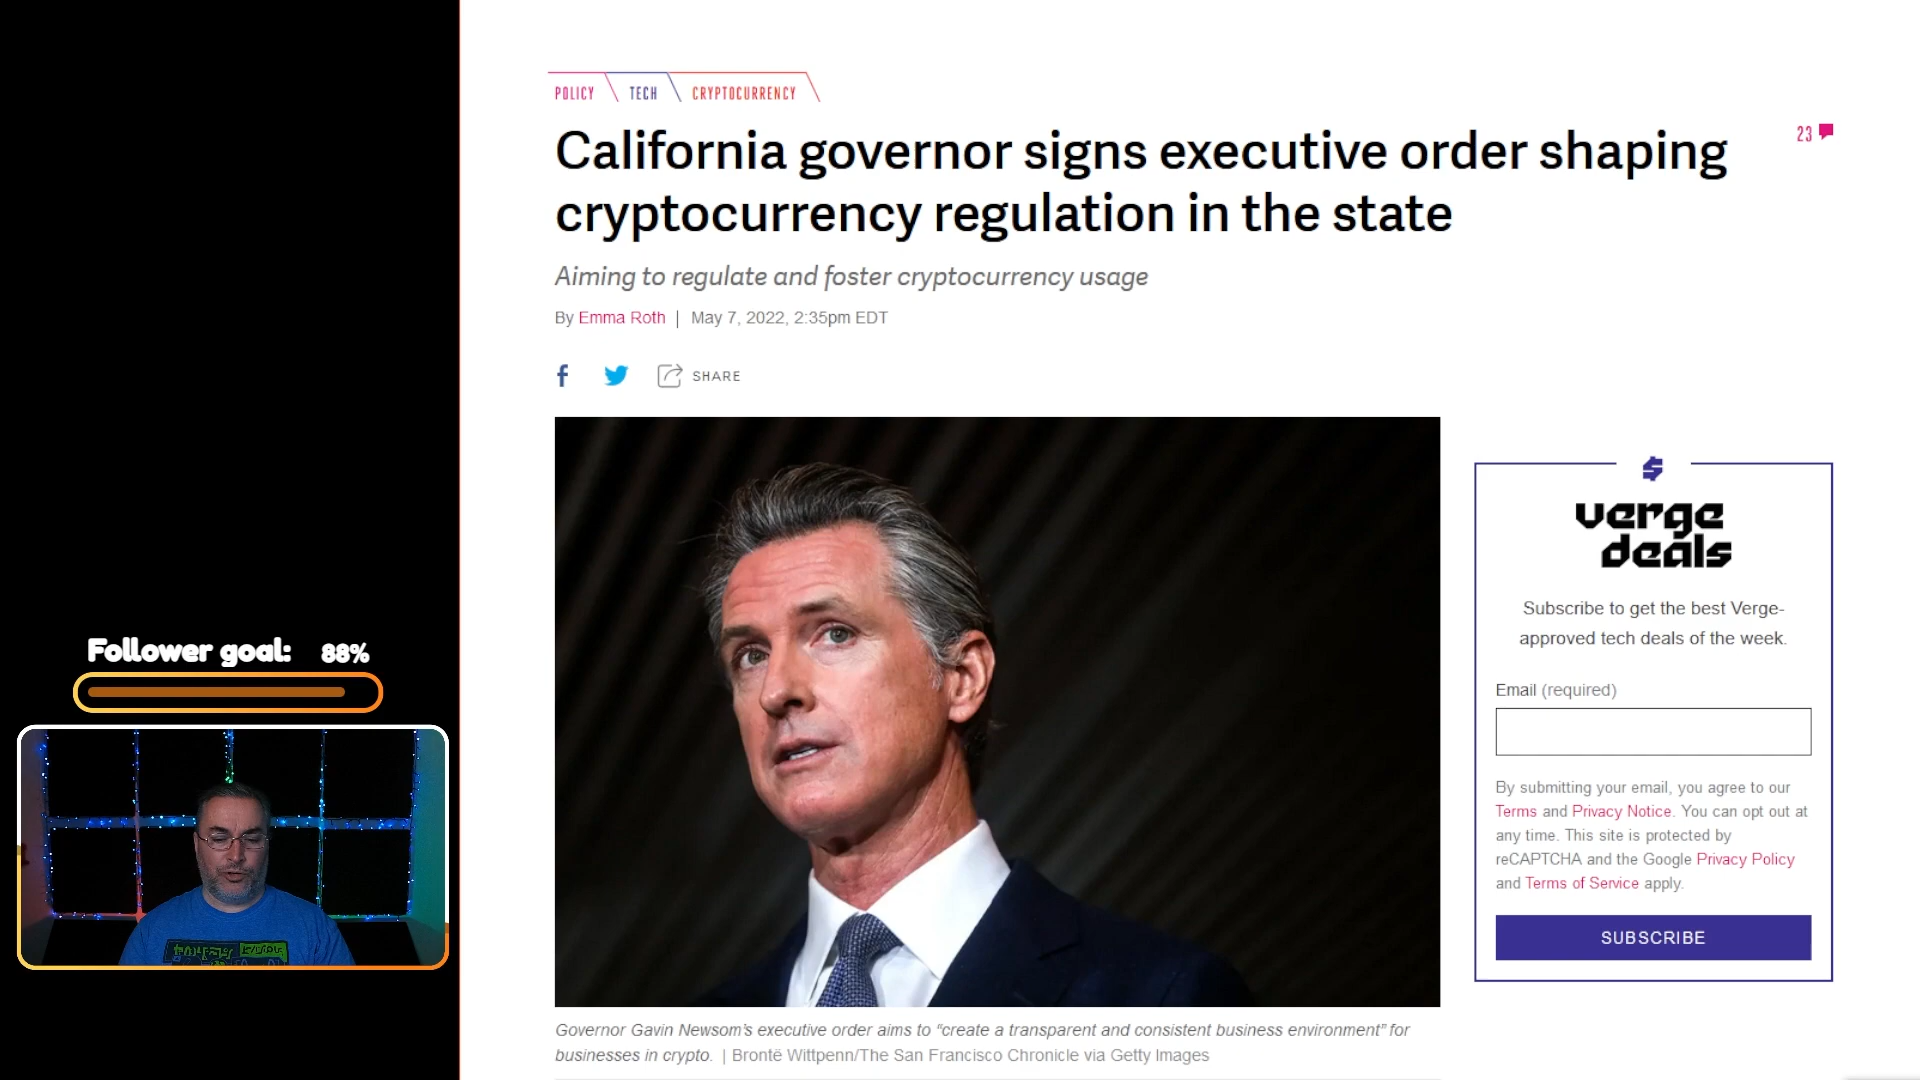 POLICY TECH CRYPTOCURRENCY
California governor signs executive order shaping
cryptocurrency regulation in the state
23
Aiming to regulate and foster cryptocurrency usage
By Emma Roth | May 7, 2022, 2:35pm EDT
SHARE
verge
deals
Subscribe to get the best Verge-
approved tech deals of the week.
Email (required)
By submitting your email, you agree to our
Terms and Privacy Notice. You can opt out at
any time. This site is protected by
reCAPTCHA and the Google Privacy Policy
and Terms of Service apply.
SUBSCRIBE
Governor Gavin Newsom's executive order aims to “create a transparent and consistent business environment” for
businesses in crypto. | Brontë Wittpenn/The San Francisco Chronicle via Getty Images
Follower goal: 88%